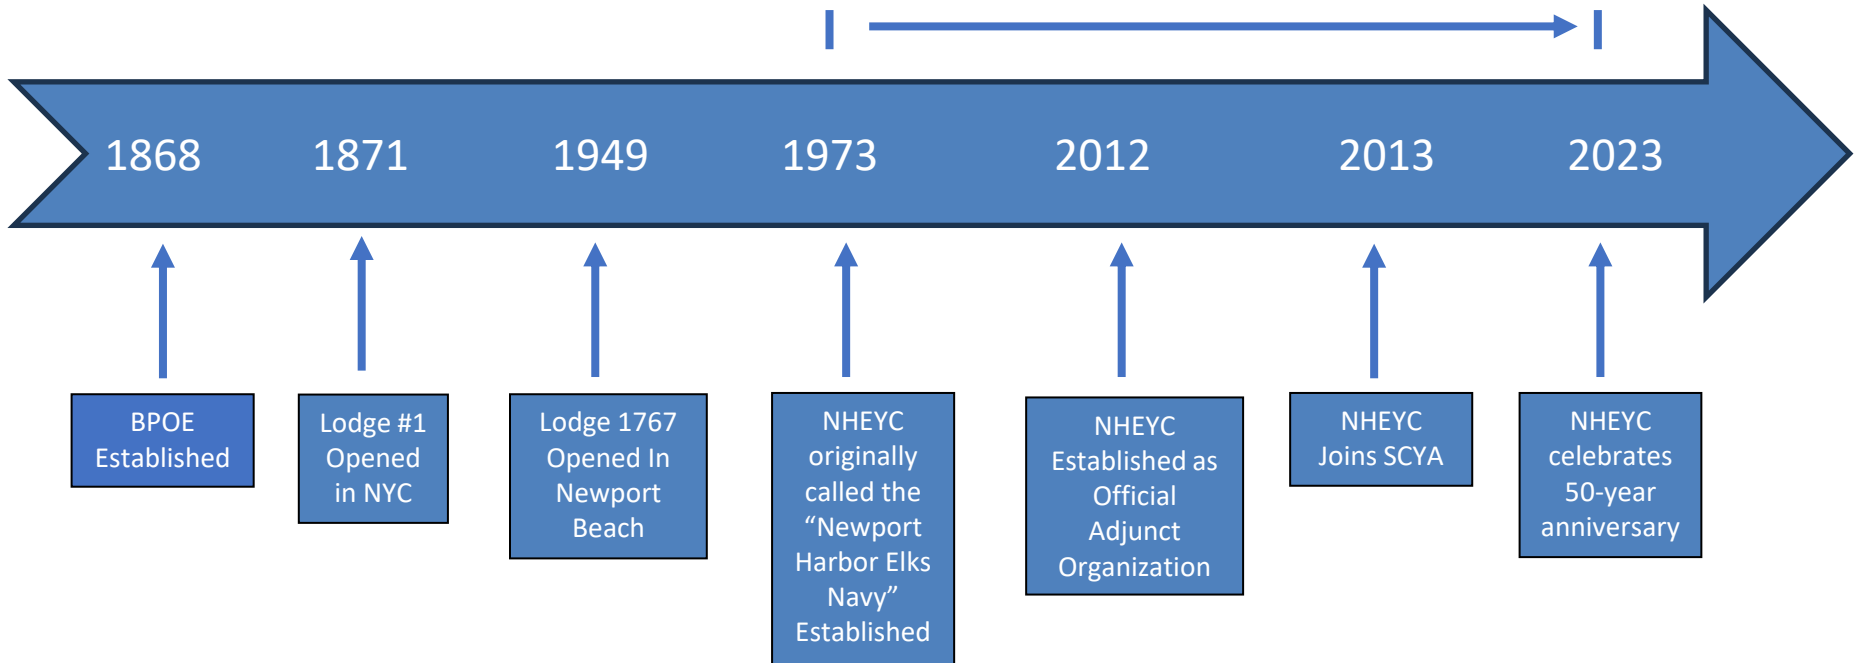 1868 1871 1949 1973 2012 2013 2023
BPOE
Established
Lodge #1
Opened
in NYC
Lodge 1767
Opened In
Newport
Beach
NHEYC
originally
called the
“Newport
Harbor Elks
Navy”
Established
NHEYC
Established as
Official
Adjunct
Organization
NHEYC
Joins SCYA
NHEYC
celebrates
50-year
anniversary